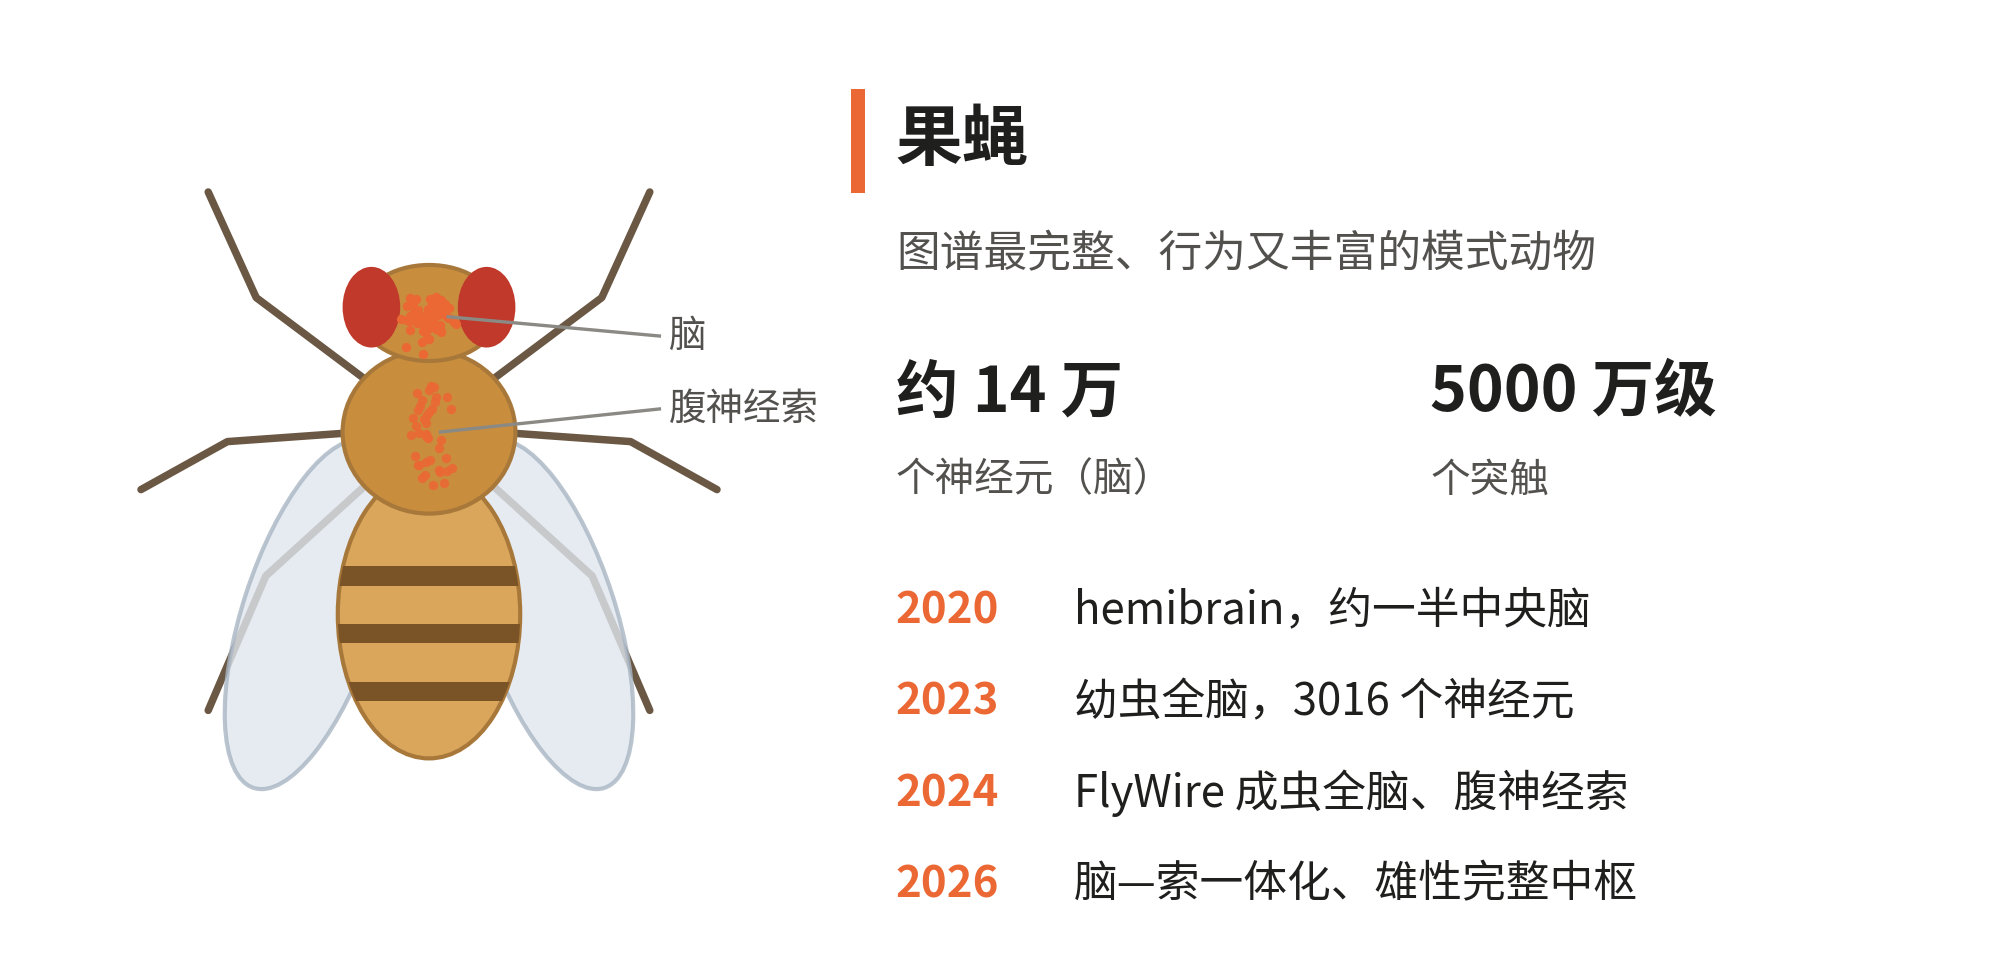 果蝇
图谱最完整、行为又丰富的模式动物
脑
腹神经索
约 14 万
个神经元（脑）
5000 万级
个突触
2020 hemibrain，约一半中央脑
2023 幼虫全脑，3016 个神经元
2024 FlyWire 成虫全脑、腹神经索
2026 脑—索一体化、雄性完整中枢